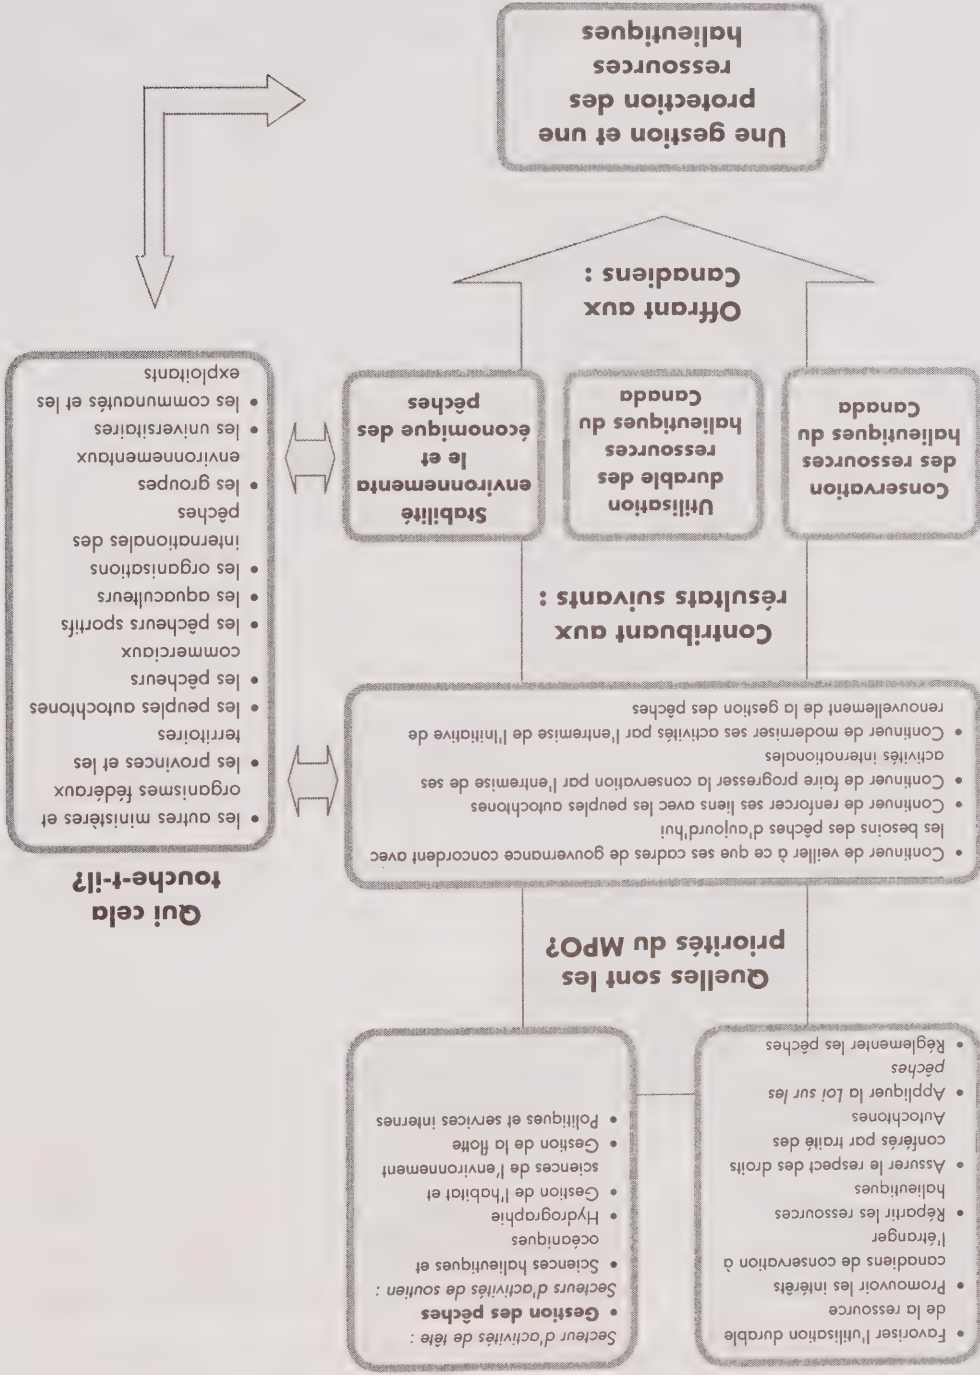 • Favoriser l'utilisation durable
de la ressource
• Promouvoir les intérêts
canadiens de conservation à
l'étranger
• Répartir les ressources
halieutiques
• Assurer le respect des droits
conférés par traité des
Autochtones
• Appliquer la Loi sur les
pêches
• Réglementer les pêches
Secteur d'activités de tête :
• Gestion des pêches
Secteurs d'activités de soutien :
• Sciences halieutiques et
océaniques
• Hydrographie
• Gestion de l'habitat et
sciences de l'environnement
• Gestion de la flotte
• Politiques et services internes
Quelles sont les
priorités du MPO?
• Continuer de veiller à ce que ses cadres de gouvernance concordent avec
les besoins des pêches d'aujourd'hui
• Continuer de renforcer ses liens avec les peuples autochtones
• Continuer de faire progresser la conservation par l'entremise de ses
activités internationales
• Continuer de moderniser ses activités par l'entremise de l'initiative de
renouvellement de la gestion des pêches
Qui cela
touche-t-il?
• les autres ministères et
organismes fédéraux
• les provinces et les
territoires
• les peuples autochtones
• les pêcheurs
commerciaux
• les pêcheurs sportifs
• les aquaculteurs
• les organisations
internationales des
pêches
• les groupes
environnementaux
• les universitaires
• les communautés et les
exploitants
Contribuant aux
résultats suivants :
Conservation
des ressources
halieutiques du
Canada
Utilisation
durable des
ressources
halieutiques du
Canada
Stabilité
environnementa
le et
économique des
pêches
Offrant aux
Canadiens :
Une gestion et une
protection des
ressources
halieutiques